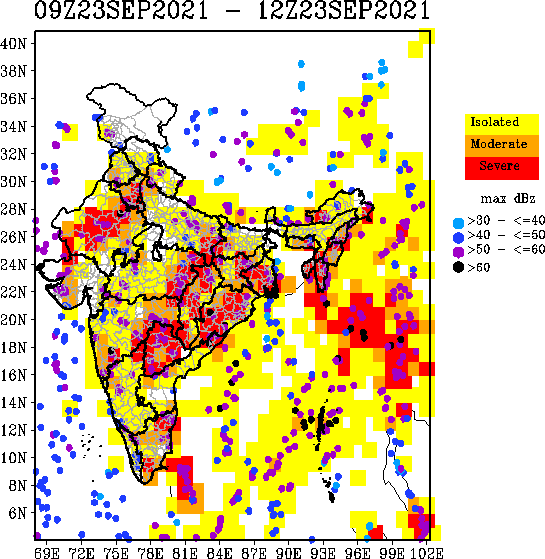 09Z23SEP2021 - 12Z23SEP2021
40N
38N
36N
34N
32N
30N
28N
26N
24N
22N
20N
18N
16N
14N
12N
10N
8N
6N
69E 72E 75E 78E 81E 84E 87E 90E 93E 96E 99E 102E
Isolated
Moderate
Severe
max dBz
>30 - <=40
>40 - <=50
>50 - <=60
>60